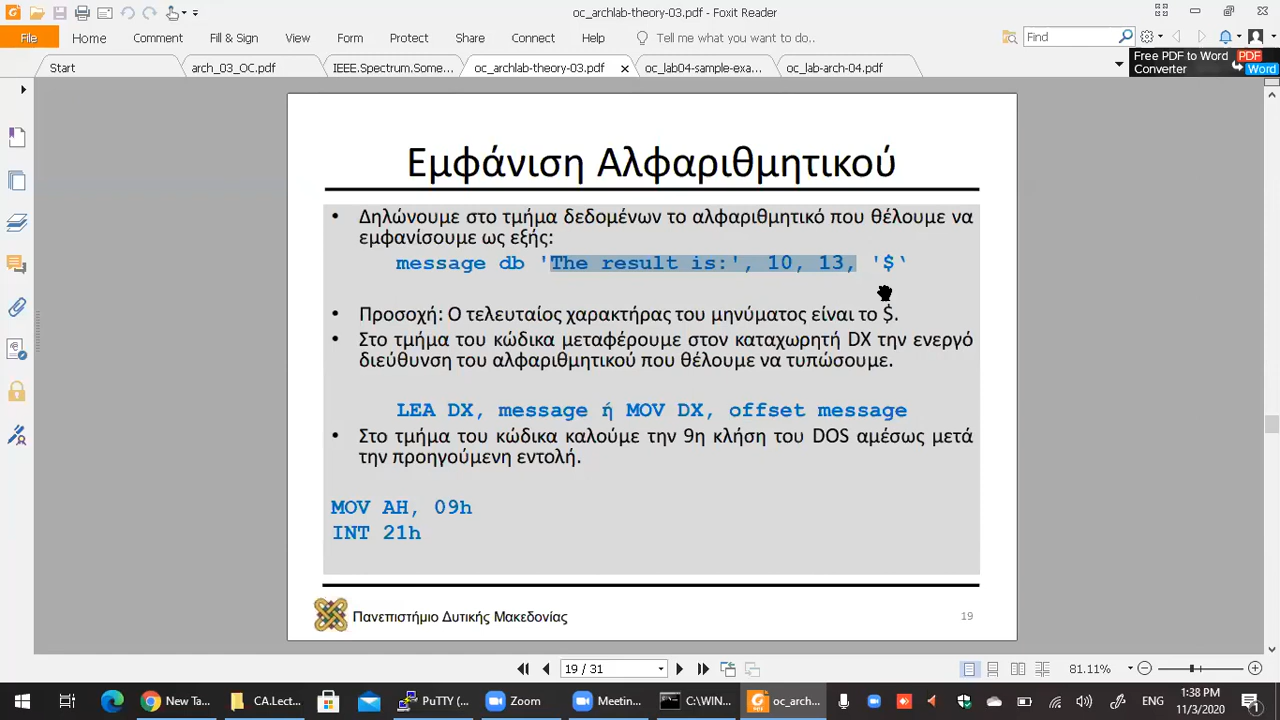 oc_archlab-theory-03.pdf - Foxit Reader
File Home Comment Fill & Sign View Form Protect Share Connect Help Tell me what you want to do.. Find
Start arch_03_OC.pdf IEEE.Spectrum.Some... oc_archlab-theory-03.pdf oc_lab04-sample-exa... oc_lab-arch-04.pdf
Free PDF to Word PDF
Converter Word
Εμφάνιση Αλφαριθμητικού
• Δηλώνουμε στο τμήμα δεδομένων το αλφαριθμητικό που θέλουμε να
εμφανίσουμε ως εξής:
message db 'The result is:', 10, 13, '$‘
• Προσοχή: Ο τελευταίος χαρακτήρας του μηνύματος είναι το $.
• Στο τμήμα του κώδικα μεταφέρουμε στον καταχωρητή DX την ενεργό
διεύθυνση του αλφαριθμητικού που θέλουμε να τυπώσουμε.
LEA DX, message ή MOV DX, offset message
• Στο τμήμα του κώδικα καλούμε την 9η κλήση του DOS αμέσως μετά
την προηγούμενη εντολή.
MOV AH, 09h
INT 21h
Πανεπιστήμιο Δυτικής Μακεδονίας
19
19 / 31
81.11%
New Ta... CA.Lect... PuTTY (... Zoom Meetin... C:\WIN... oc_arch... ENG
1:38 PM
11/3/2020
1